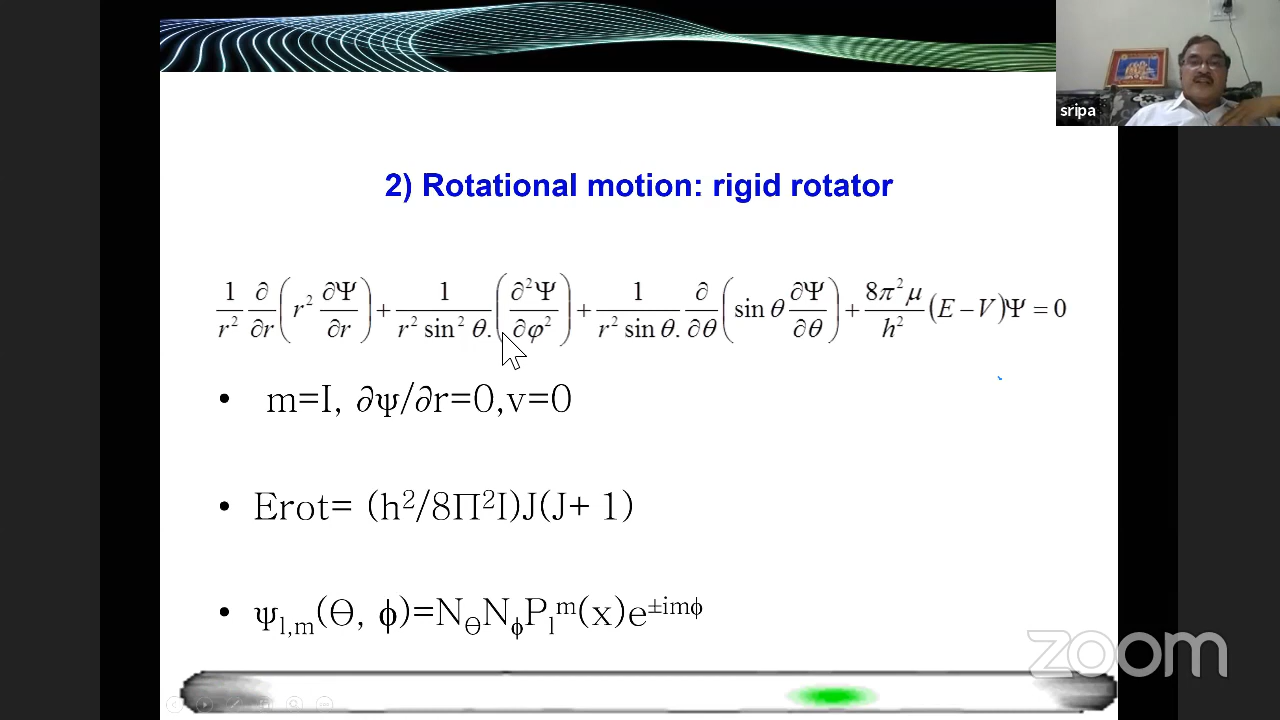 sripa
2) Rotational motion: rigid rotator
1/r² ∂/∂r (r² ∂Ψ/∂r) + 1/(r² sin² θ.) (∂²Ψ/∂φ²) + 1/(r² sin θ.) ∂/∂θ (sin θ ∂Ψ/∂θ) + 8π²μ/h² (E – V)Ψ = 0
• m=I, ∂ψ/∂r=0,v=0
• Erot= (h²/8Π²I)J(J+ 1)
• ψl,m(Θ, ϕ)=NΘNϕPlᵐ(x)e±imϕ
zoom